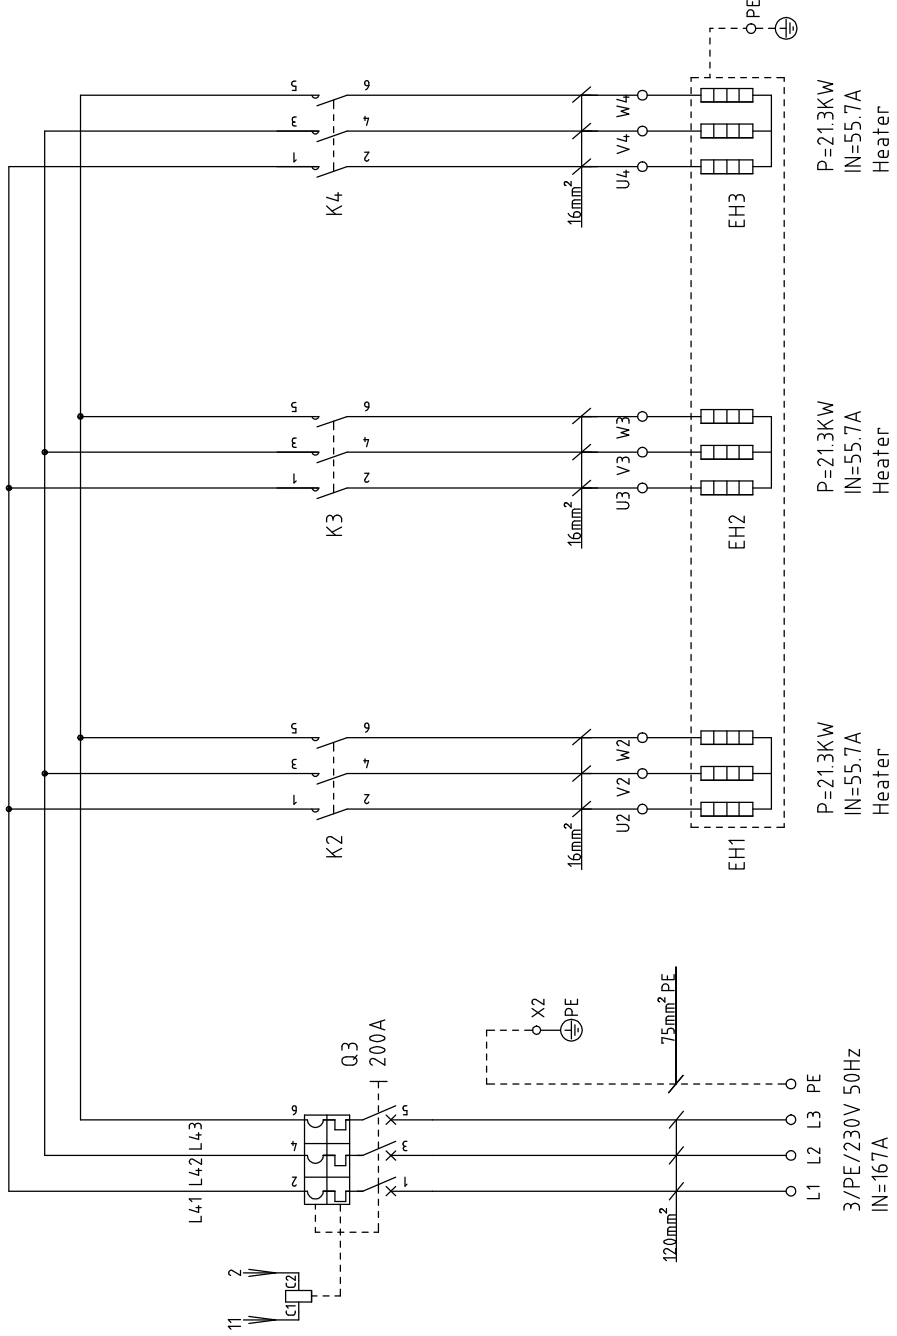 11
2
C1
C2
L41 L42 L43
2
4
6
Q3
200A
1
3
5
X2
PE
120mm²
75mm² PE
L1
L2
L3
PE
3/PE/230V 50Hz
IN=167A
1
3
5
K2
2
4
6
16mm²
U2
V2
W2
EH1
P=21.3KW
IN=55.7A
Heater
1
3
5
K3
2
4
6
16mm²
U3
V3
W3
EH2
P=21.3KW
IN=55.7A
Heater
1
3
5
K4
2
4
6
16mm²
U4
V4
W4
EH3
PE
P=21.3KW
IN=55.7A
Heater